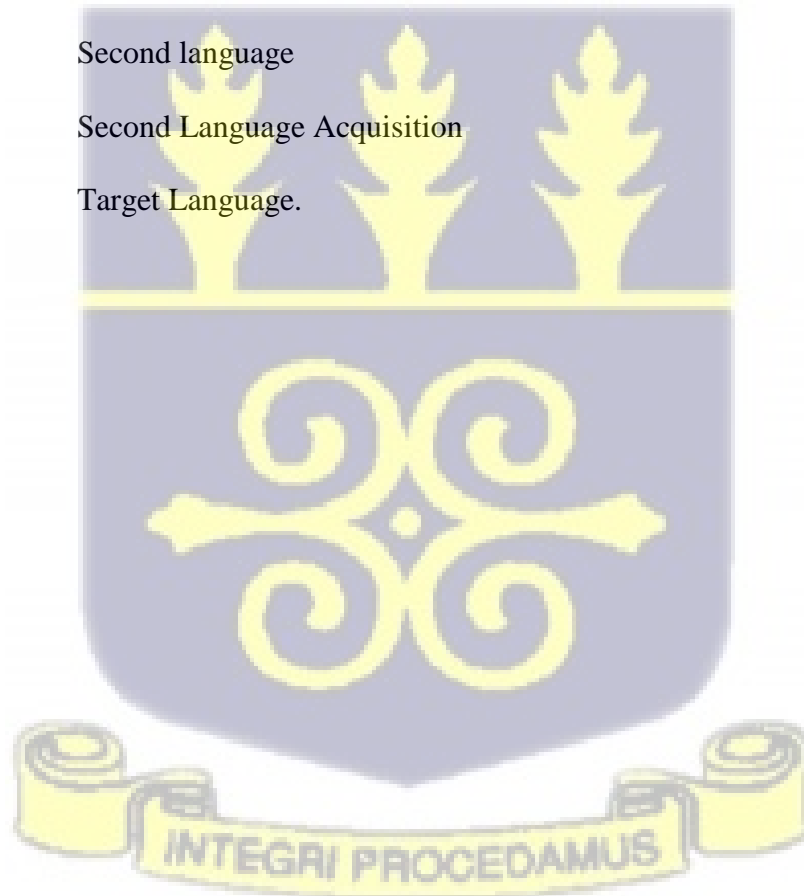 Second language
Second Language Acquisition
Target Language.
INTEGRI PROCEDAMUS